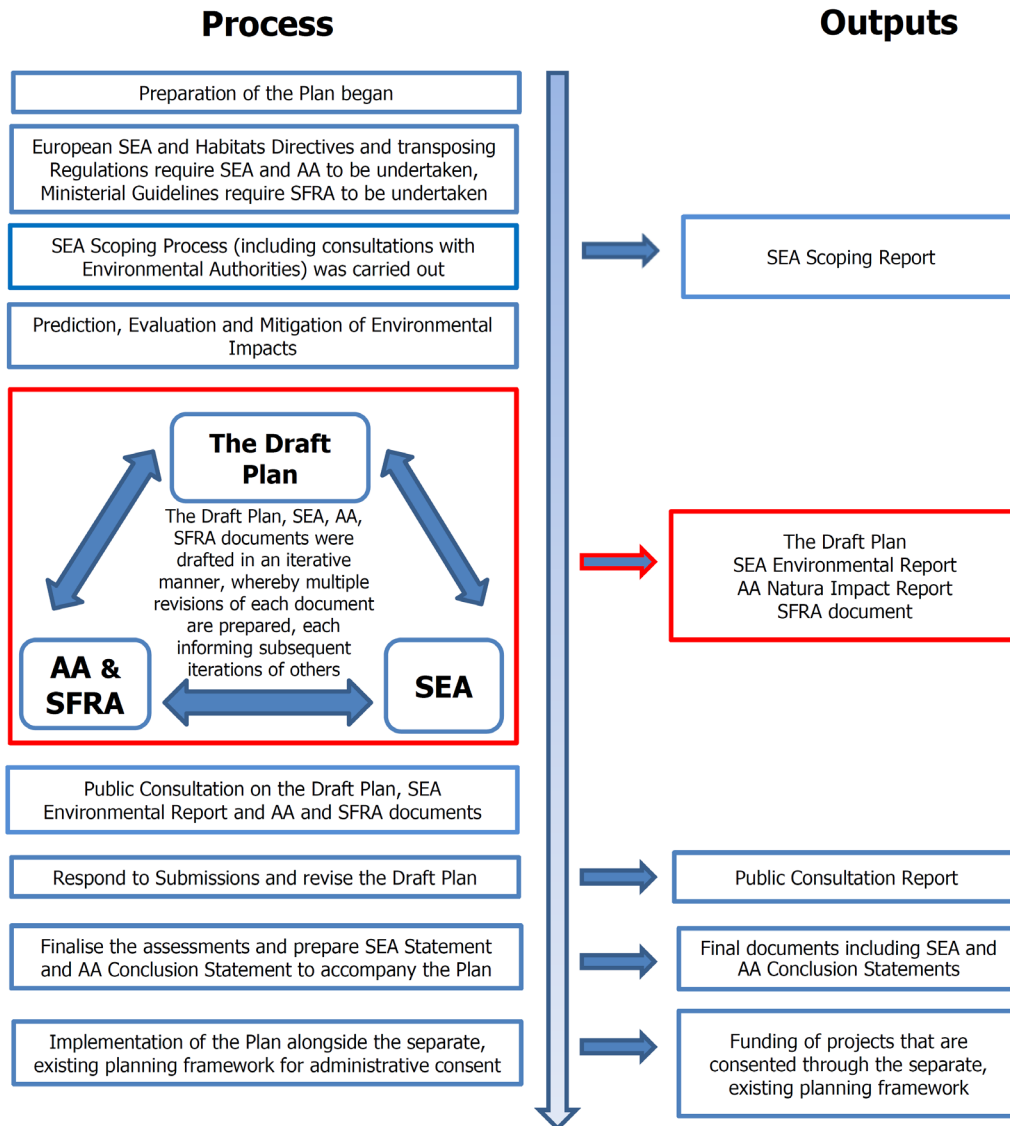 Process
Outputs
Preparation of the Plan began
European SEA and Habitats Directives and transposing
Regulations require SEA and AA to be undertaken,
Ministerial Guidelines require SFRA to be undertaken
SEA Scoping Process (including consultations with
Environmental Authorities) was carried out
SEA Scoping Report
Prediction, Evaluation and Mitigation of Environmental
Impacts
The Draft
Plan
The Draft Plan, SEA, AA,
SFRA documents were
drafted in an iterative
manner, whereby multiple
revisions of each document
are prepared, each
informing subsequent
iterations of others
AA &
SFRA
SEA
The Draft Plan
SEA Environmental Report
AA Natura Impact Report
SFRA document
Public Consultation on the Draft Plan, SEA
Environmental Report and AA and SFRA documents
Respond to Submissions and revise the Draft Plan
Public Consultation Report
Finalise the assessments and prepare SEA Statement
and AA Conclusion Statement to accompany the Plan
Final documents including SEA and
AA Conclusion Statements
Implementation of the Plan alongside the separate,
existing planning framework for administrative consent
Funding of projects that are
consented through the separate,
existing planning framework